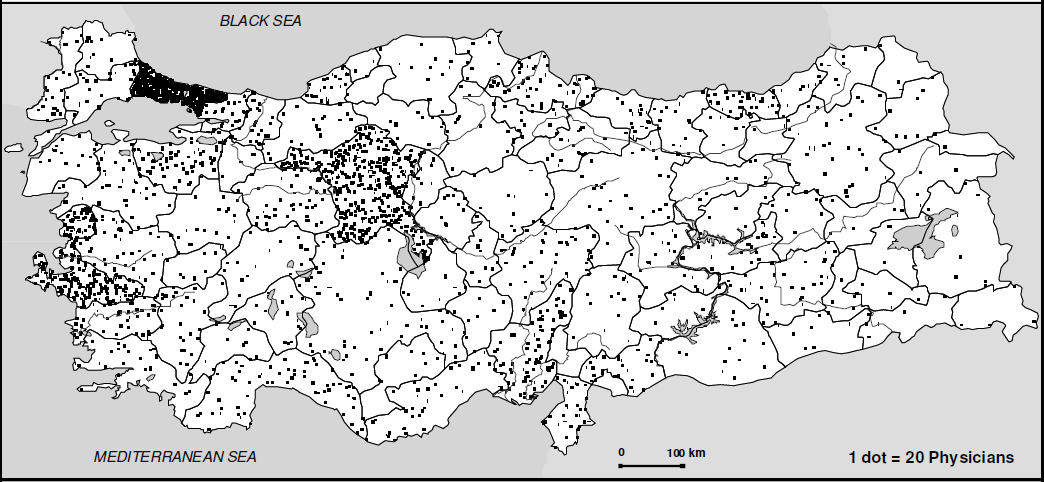 BLACK SEA
MEDITERRANEAN SEA
0 100 km
1 dot = 20 Physicians